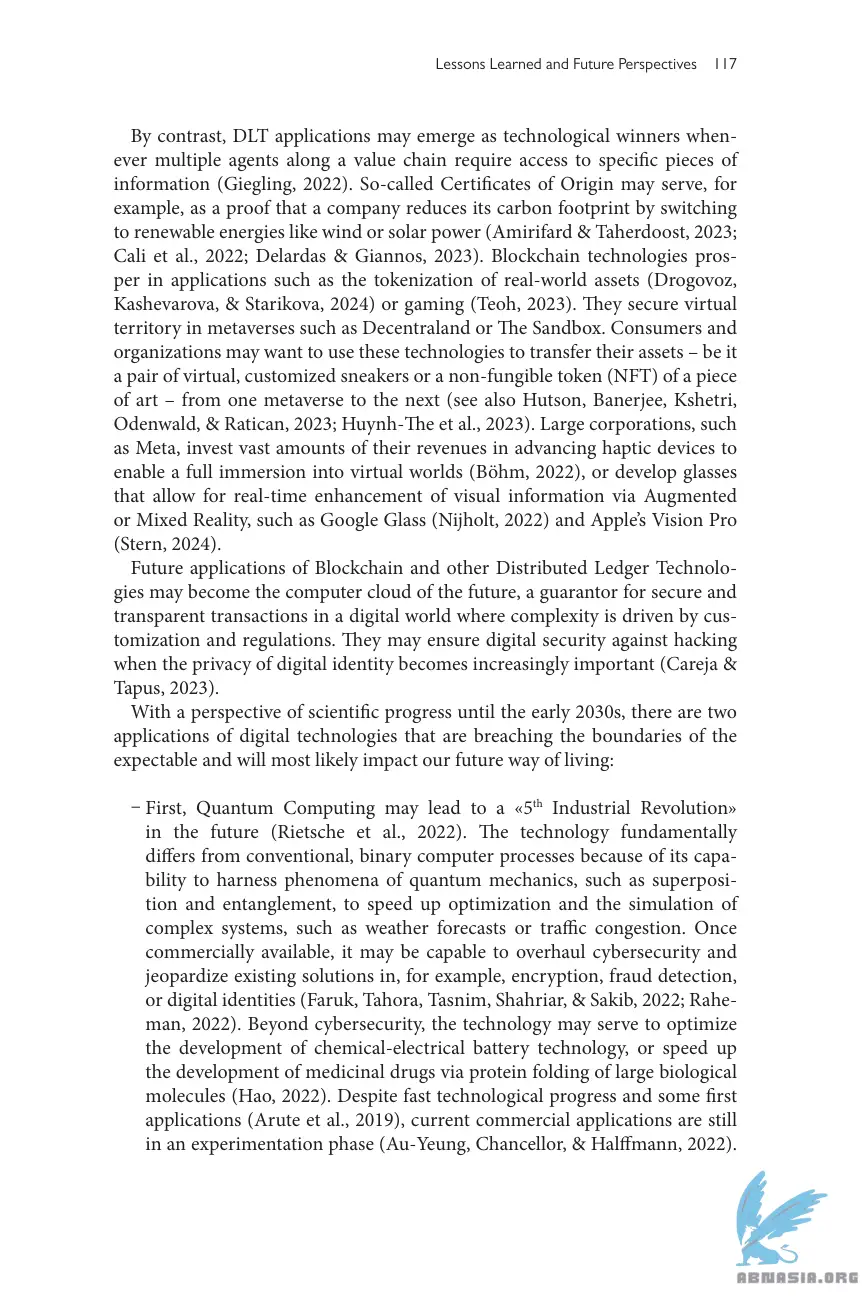 Lessons Learned and Future Perspectives 117
By contrast, DLT applications may emerge as technological winners when-
ever multiple agents along a value chain require access to specific pieces of
information (Giegling, 2022). So-called Certificates of Origin may serve, for
example, as a proof that a company reduces its carbon footprint by switching
to renewable energies like wind or solar power (Amirifard & Taherdoost, 2023;
Cali et al., 2022; Delardas & Giannos, 2023). Blockchain technologies pros-
per in applications such as the tokenization of real-world assets (Drogovoz,
Kashevarova, & Starikova, 2024) or gaming (Teoh, 2023). They secure virtual
territory in metaverses such as Decentraland or The Sandbox. Consumers and
organizations may want to use these technologies to transfer their assets – be it
a pair of virtual, customized sneakers or a non-fungible token (NFT) of a piece
of art – from one metaverse to the next (see also Hutson, Banerjee, Kshetri,
Odenwald, & Ratican, 2023; Huynh-The et al., 2023). Large corporations, such
as Meta, invest vast amounts of their revenues in advancing haptic devices to
enable a full immersion into virtual worlds (Böhm, 2022), or develop glasses
that allow for real-time enhancement of visual information via Augmented
or Mixed Reality, such as Google Glass (Nijholt, 2022) and Apple's Vision Pro
(Stern, 2024).
Future applications of Blockchain and other Distributed Ledger Technolo-
gies may become the computer cloud of the future, a guarantor for secure and
transparent transactions in a digital world where complexity is driven by cus-
tomization and regulations. They may ensure digital security against hacking
when the privacy of digital identity becomes increasingly important (Careja &
Tapus, 2023).
With a perspective of scientific progress until the early 2030s, there are two
applications of digital technologies that are breaching the boundaries of the
expectable and will most likely impact our future way of living:
– First, Quantum Computing may lead to a «5th Industrial Revolution»
in the future (Rietsche et al., 2022). The technology fundamentally
differs from conventional, binary computer processes because of its capa-
bility to harness phenomena of quantum mechanics, such as superposi-
tion and entanglement, to speed up optimization and the simulation of
complex systems, such as weather forecasts or traffic congestion. Once
commercially available, it may be capable to overhaul cybersecurity and
jeopardize existing solutions in, for example, encryption, fraud detection,
or digital identities (Faruk, Tahora, Tasnim, Shahriar, & Sakib, 2022; Rahe-
man, 2022). Beyond cybersecurity, the technology may serve to optimize
the development of chemical-electrical battery technology, or speed up
the development of medicinal drugs via protein folding of large biological
molecules (Hao, 2022). Despite fast technological progress and some first
applications (Arute et al., 2019), current commercial applications are still
in an experimentation phase (Au-Yeung, Chancellor, & Halffmann, 2022).
ABNASIA.ORG